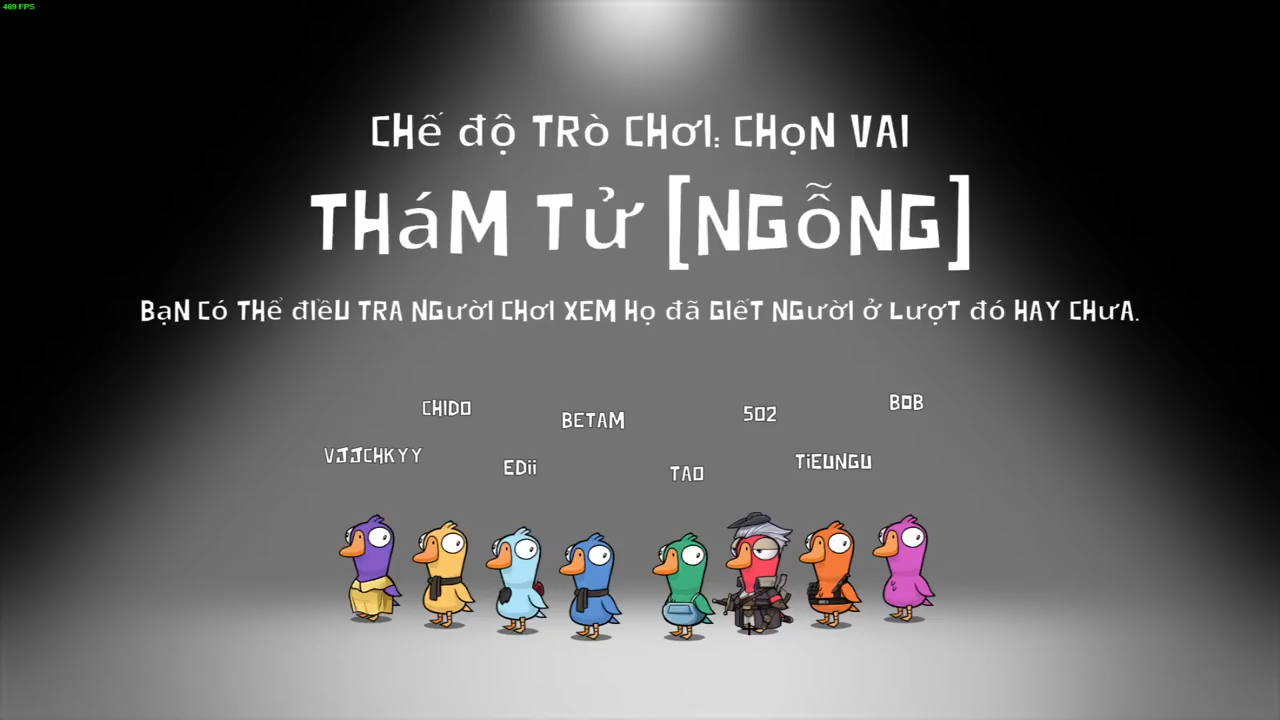 469 FPS
CHẾ ĐỘ TRÒ CHƠI: CHỌN VAI
THÁM TỬ [NGỖNG]
BẠN CÓ THỂ ĐIỀU TRA NGƯỜI CHƠI XEM HỌ ĐÃ GIẾT NGƯỜI Ở LƯỢT ĐÓ HAY CHƯA.
CHIDO BETAM 502 BOB
VJJCHKYY EDii TAO TiEUNGU